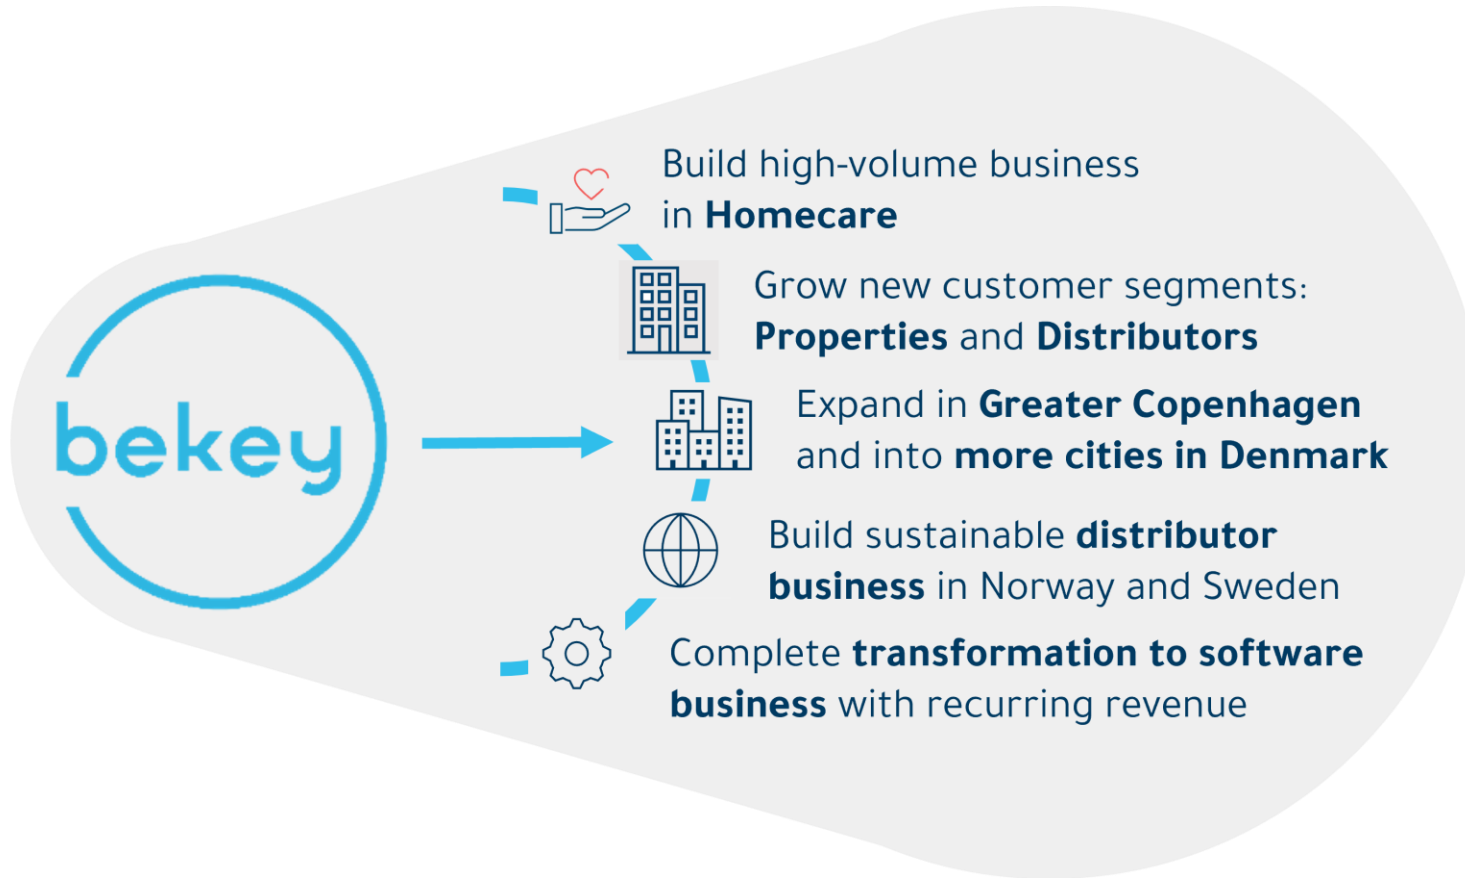 bekey
Build high-volume business
in Homecare
Grow new customer segments:
Properties and Distributors
Expand in Greater Copenhagen
and into more cities in Denmark
Build sustainable distributor
business in Norway and Sweden
Complete transformation to software
business with recurring revenue